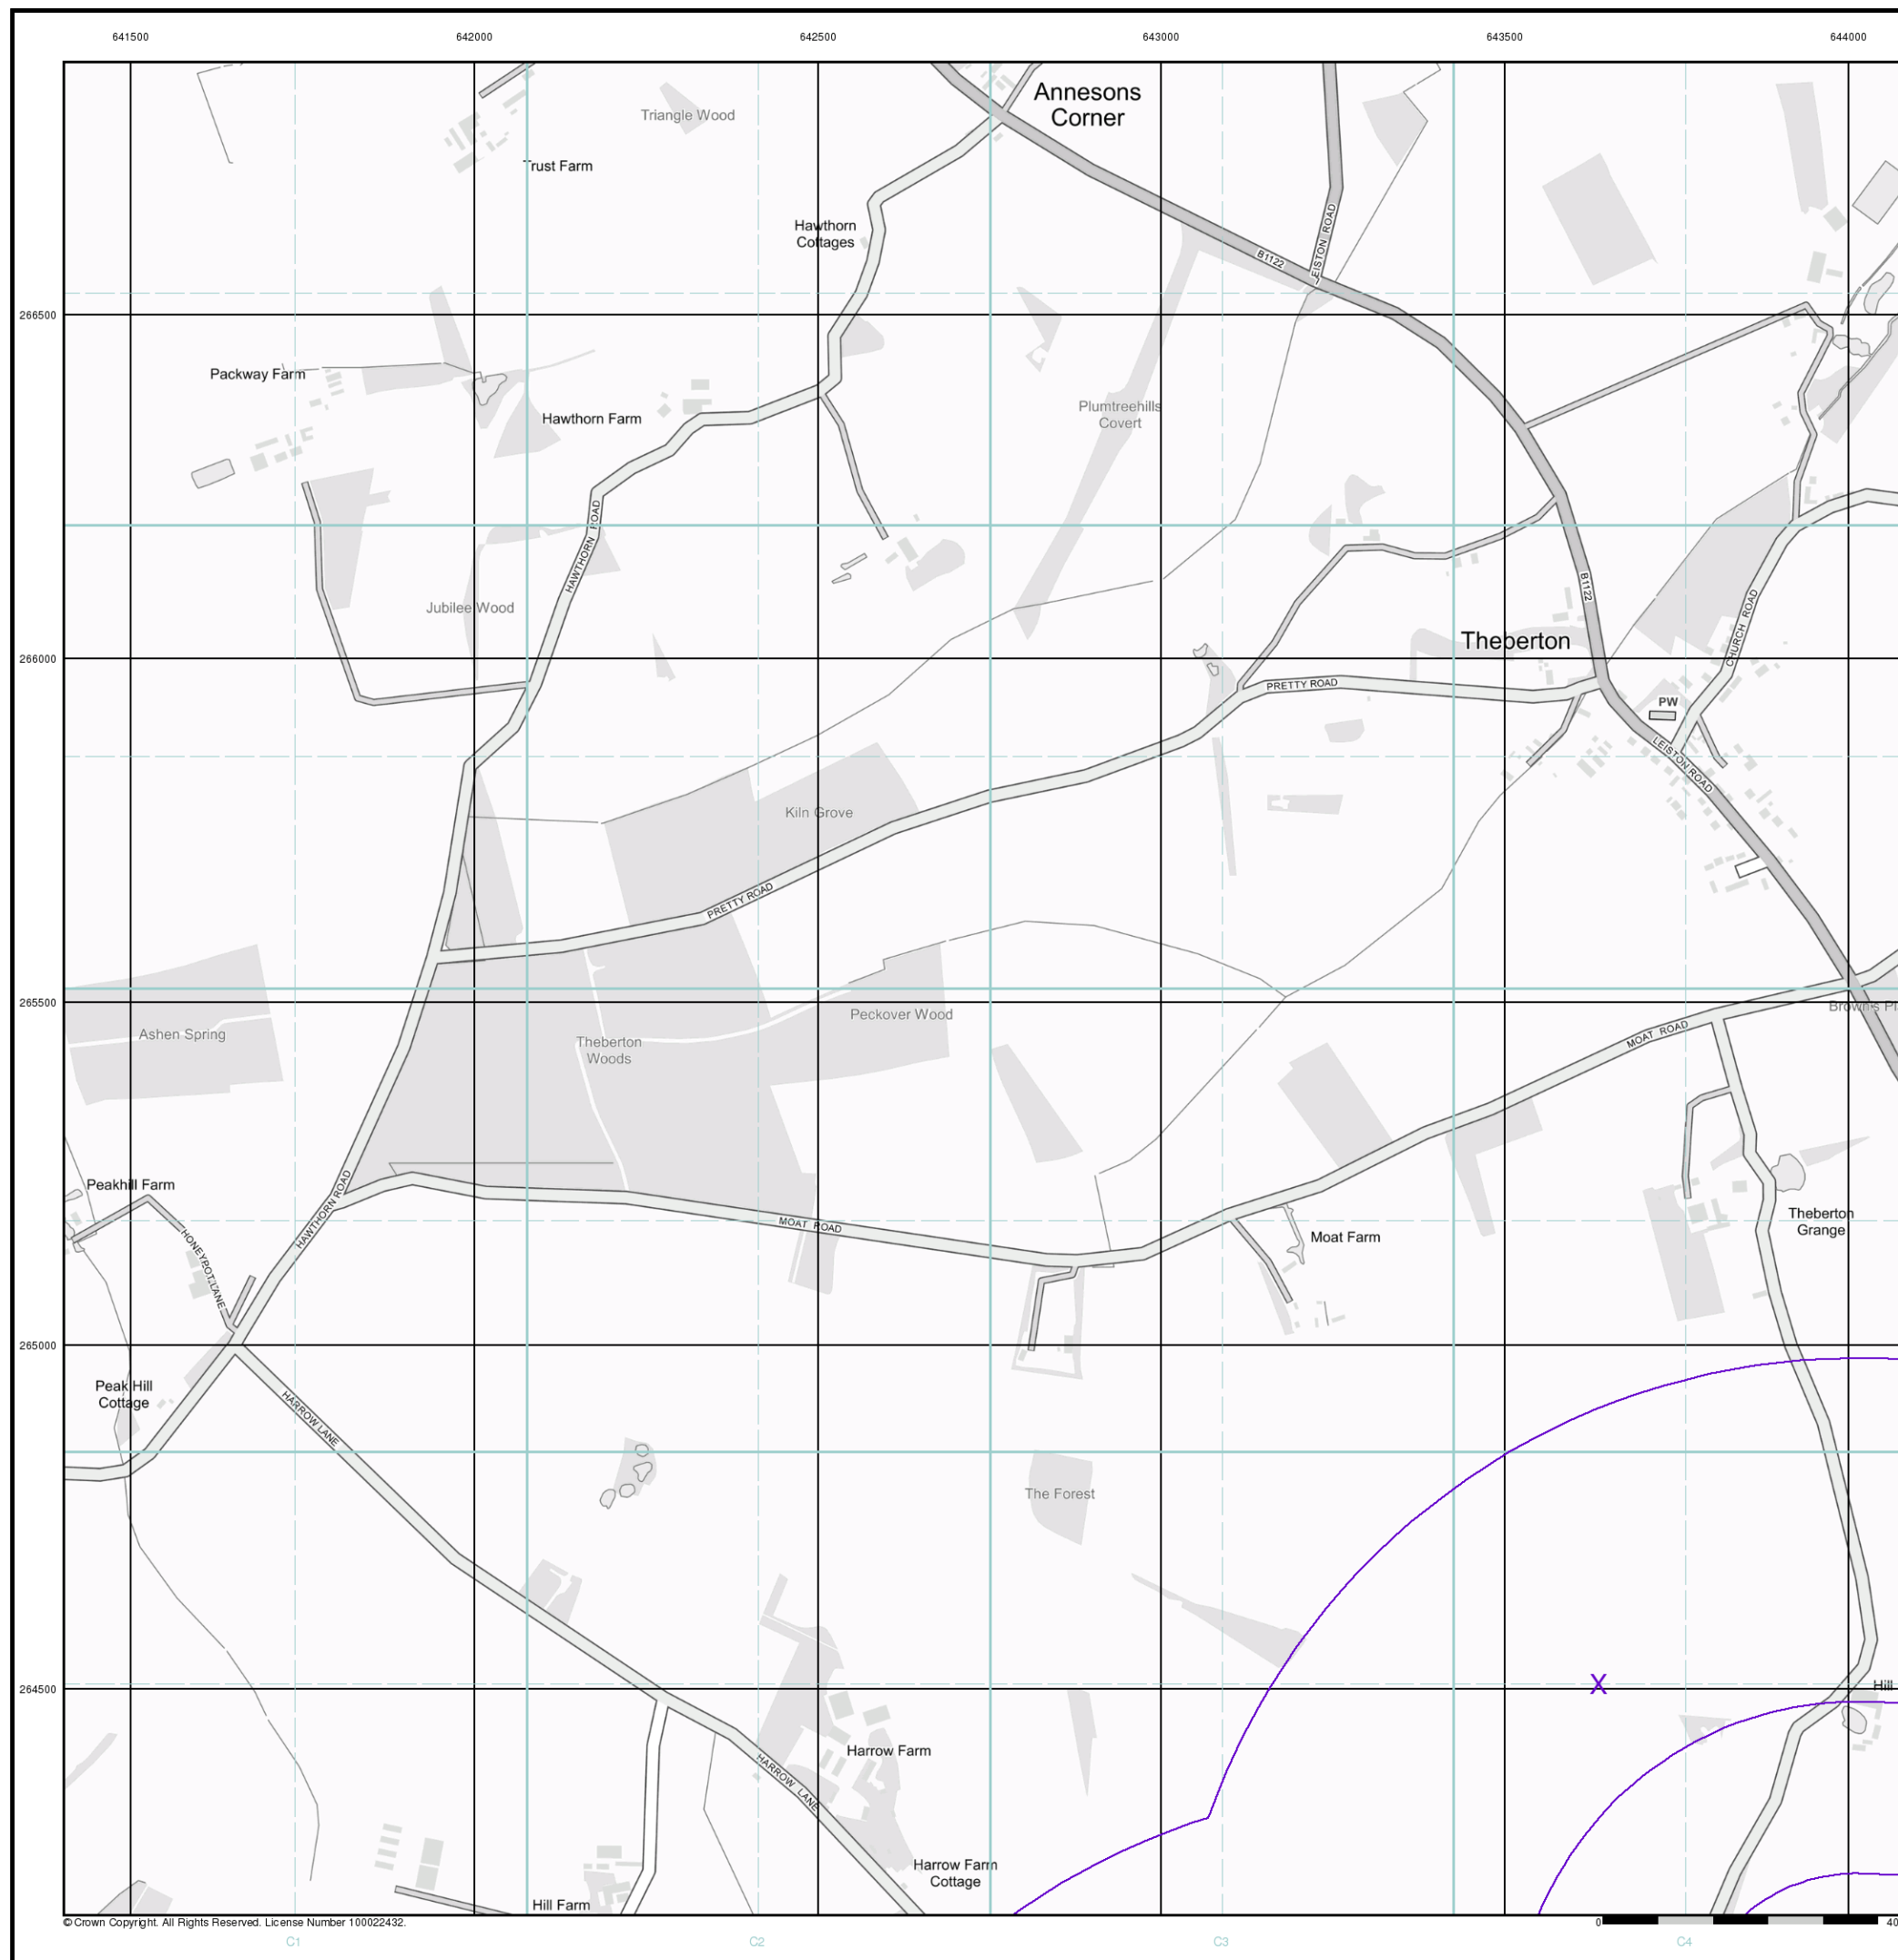 641500 642000 642500 643000 643500 644000
Annesons
Corner
Triangle Wood
Trust Farm
Hawthorn
Cottages
LEISTON ROAD
B1122
266500
Packway Farm
Hawthorn Farm
Plumtreehills
Covert
HAWTHORN ROAD
B1122
Jubilee Wood
CHURCH ROAD
Theberton
266000
PRETTY ROAD
PW
LEISTON ROAD
Kiln Grove
PRETTY ROAD
265500
Ashen Spring
Peckover Wood
Theberton
Woods
MOAT ROAD
Peakhill Farm
HAWTHORN ROAD
HONEYPOT LANE
MOAT ROAD
Moat Farm
Theberton
Grange
265000
Peak Hill
Cottage
HARROW LANE
The Forest
264500
X
Hill
Harrow Farm
HARROW LANE
Harrow Farm
Cottage
Hill Farm
© Crown Copyright. All Rights Reserved. License Number 100022432.
0
C1 C2 C3 C4